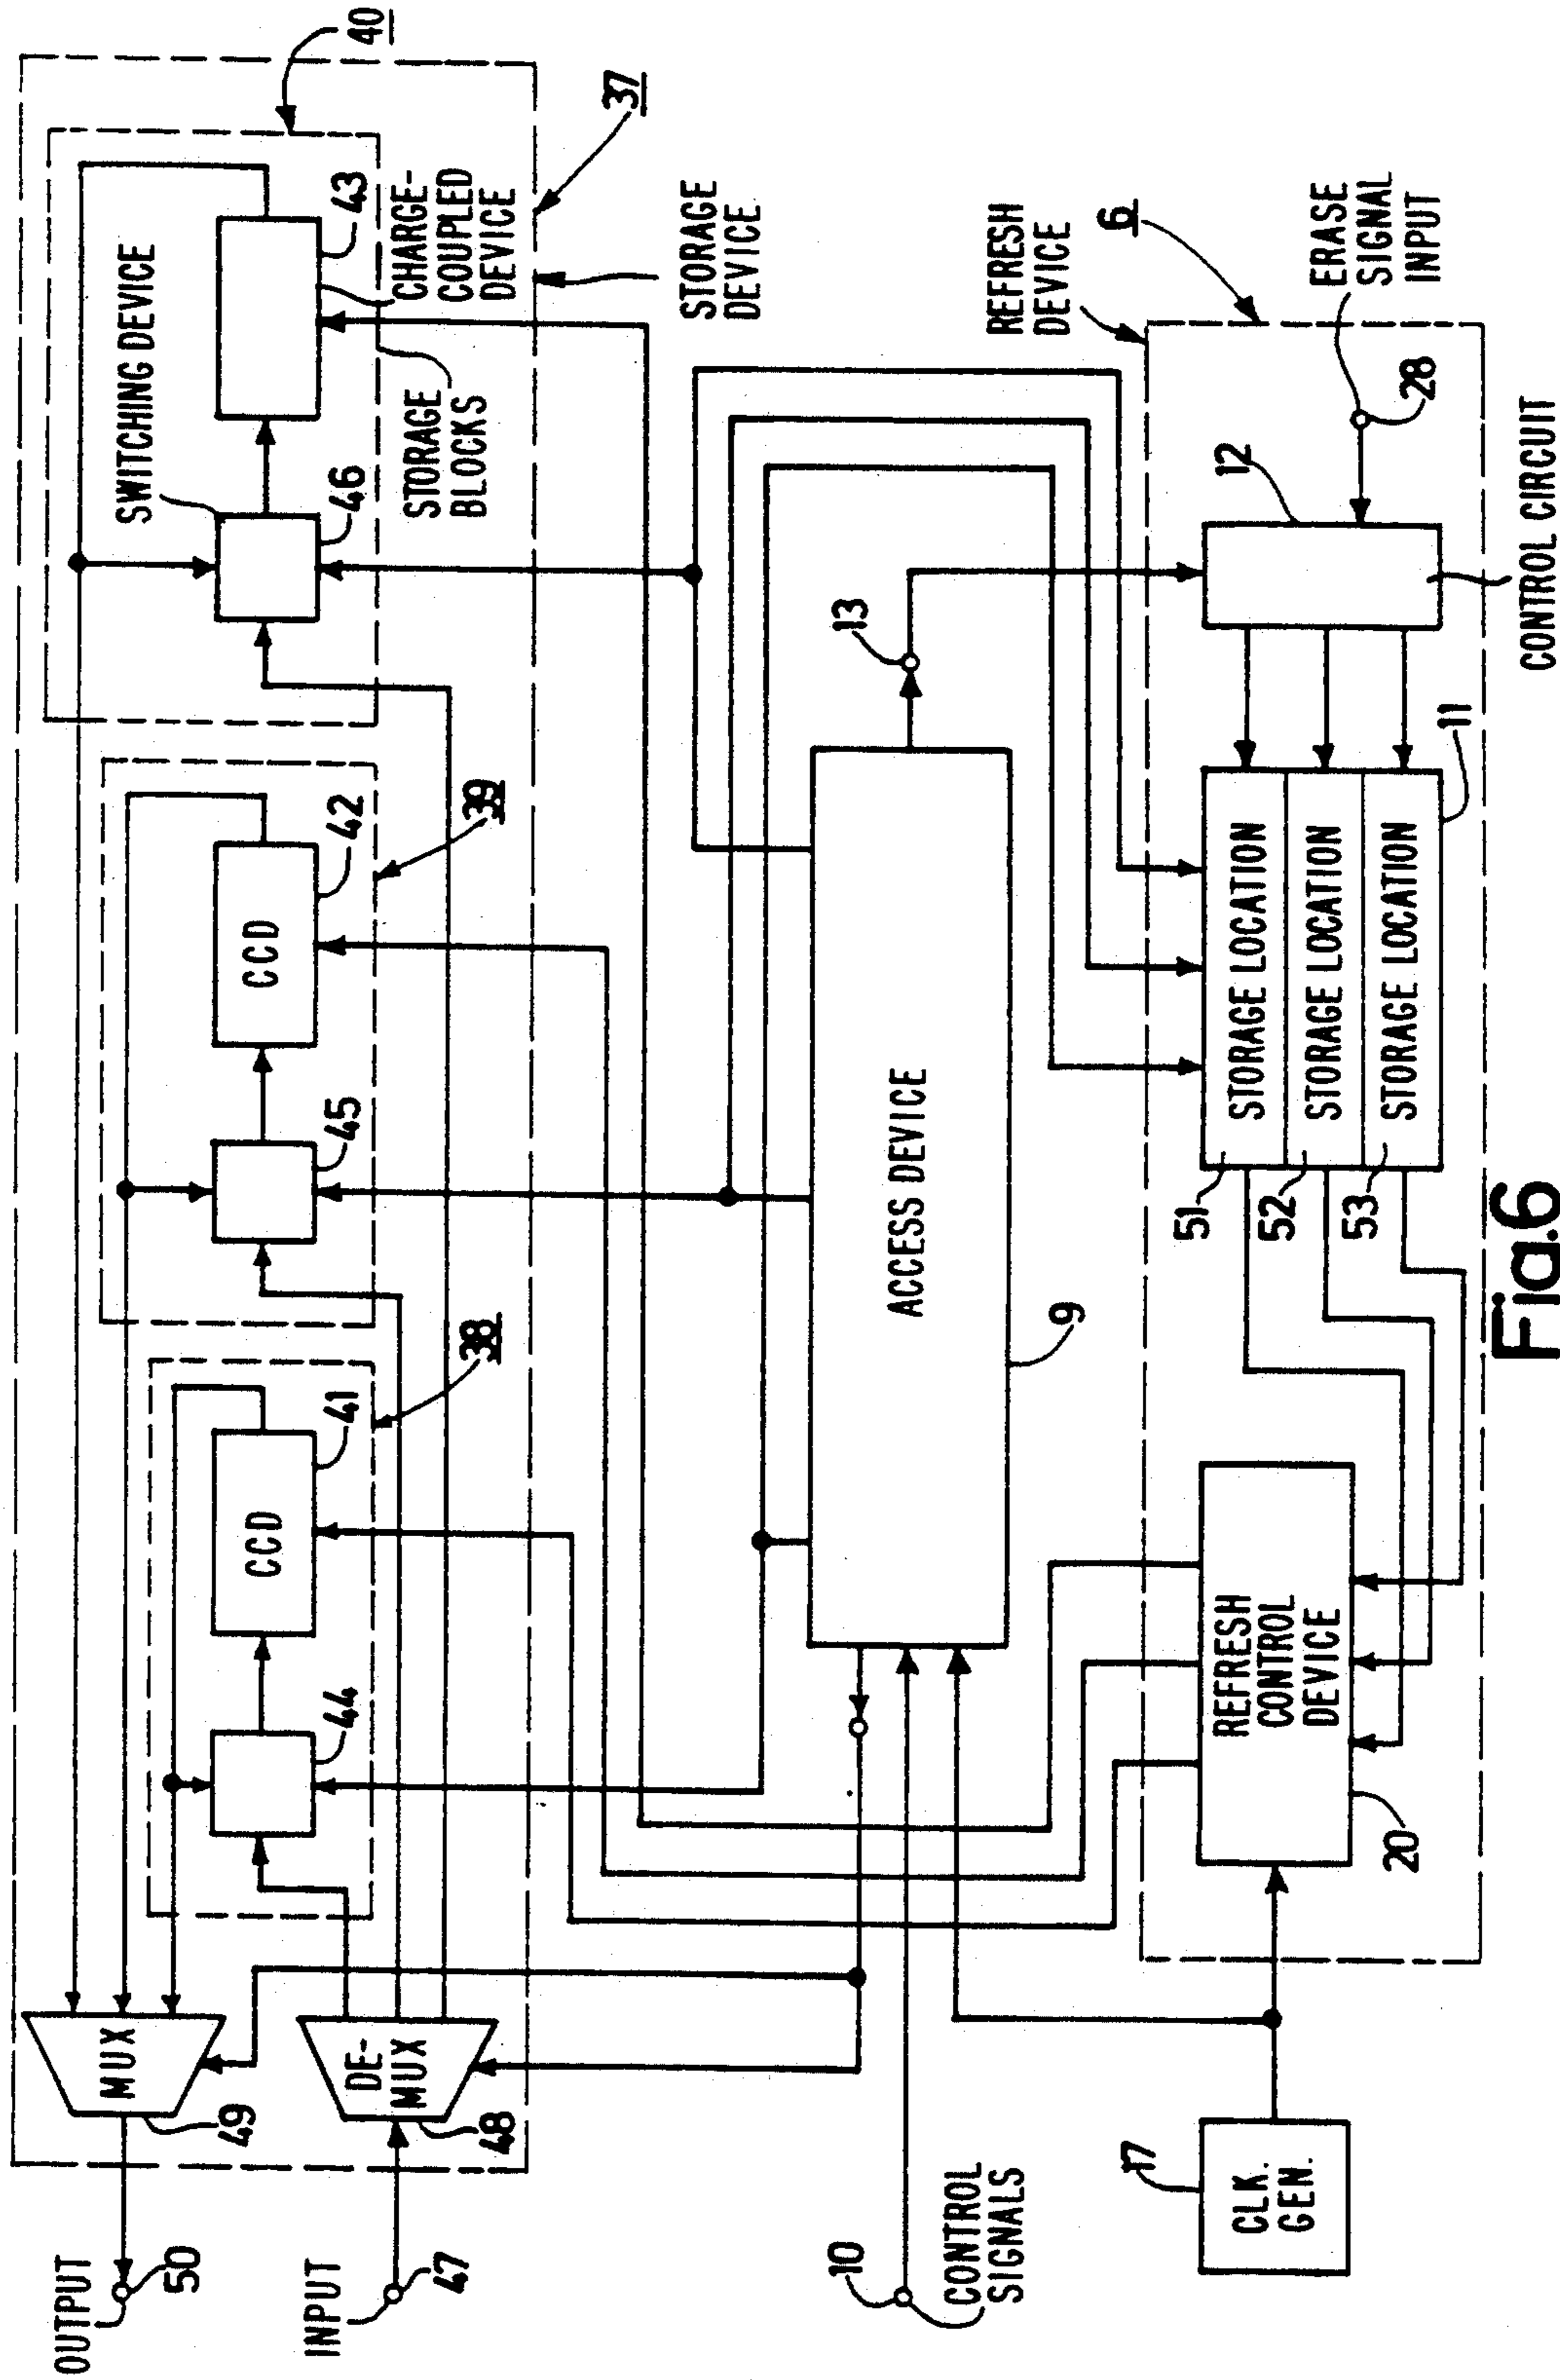 OUTPUT
50
MUX
49
INPUT
47
DE-
MUX
48
44
CCD
41
38
45
CCD
42
39
SWITCHING DEVICE
46
43
CHARGE-
COUPLED
DEVICE
STORAGE
BLOCKS
40
37
STORAGE
DEVICE
10
CONTROL
SIGNALS
ACCESS DEVICE
9
13
REFRESH
DEVICE
6
17
CLK.
GEN.
REFRESH
CONTROL
DEVICE
20
51
STORAGE LOCATION
52
STORAGE LOCATION
53
STORAGE LOCATION
11
12
28
ERASE
SIGNAL
INPUT
CONTROL CIRCUIT
Fig.6